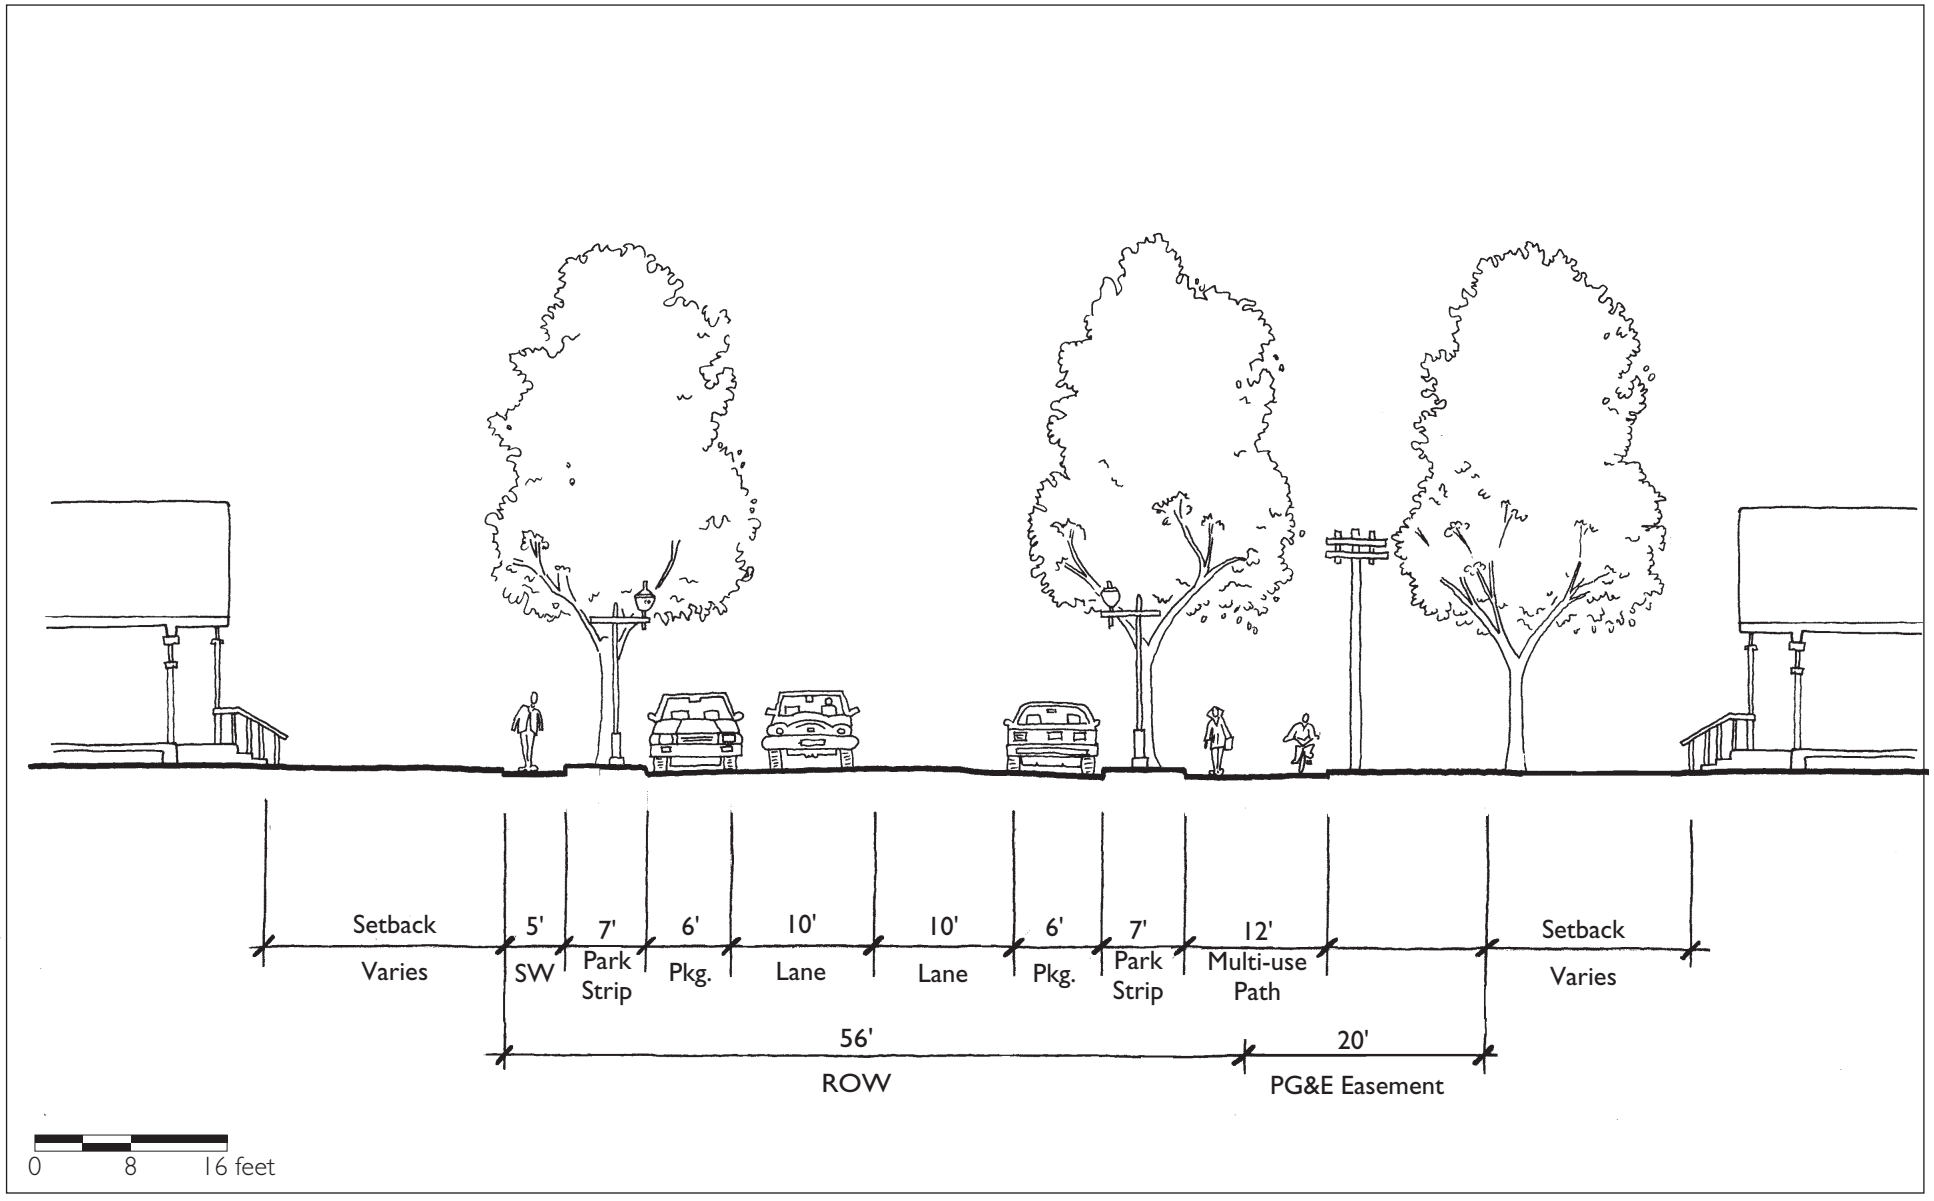 Setback
5'
7'
6'
10'
10'
6'
7'
12'
Setback
Varies
SW
Park
Strip
Pkg.
Lane
Lane
Pkg.
Park
Strip
Multi-use
Path
Varies
56'
20'
ROW
PG&E Easement
0 8 16 feet